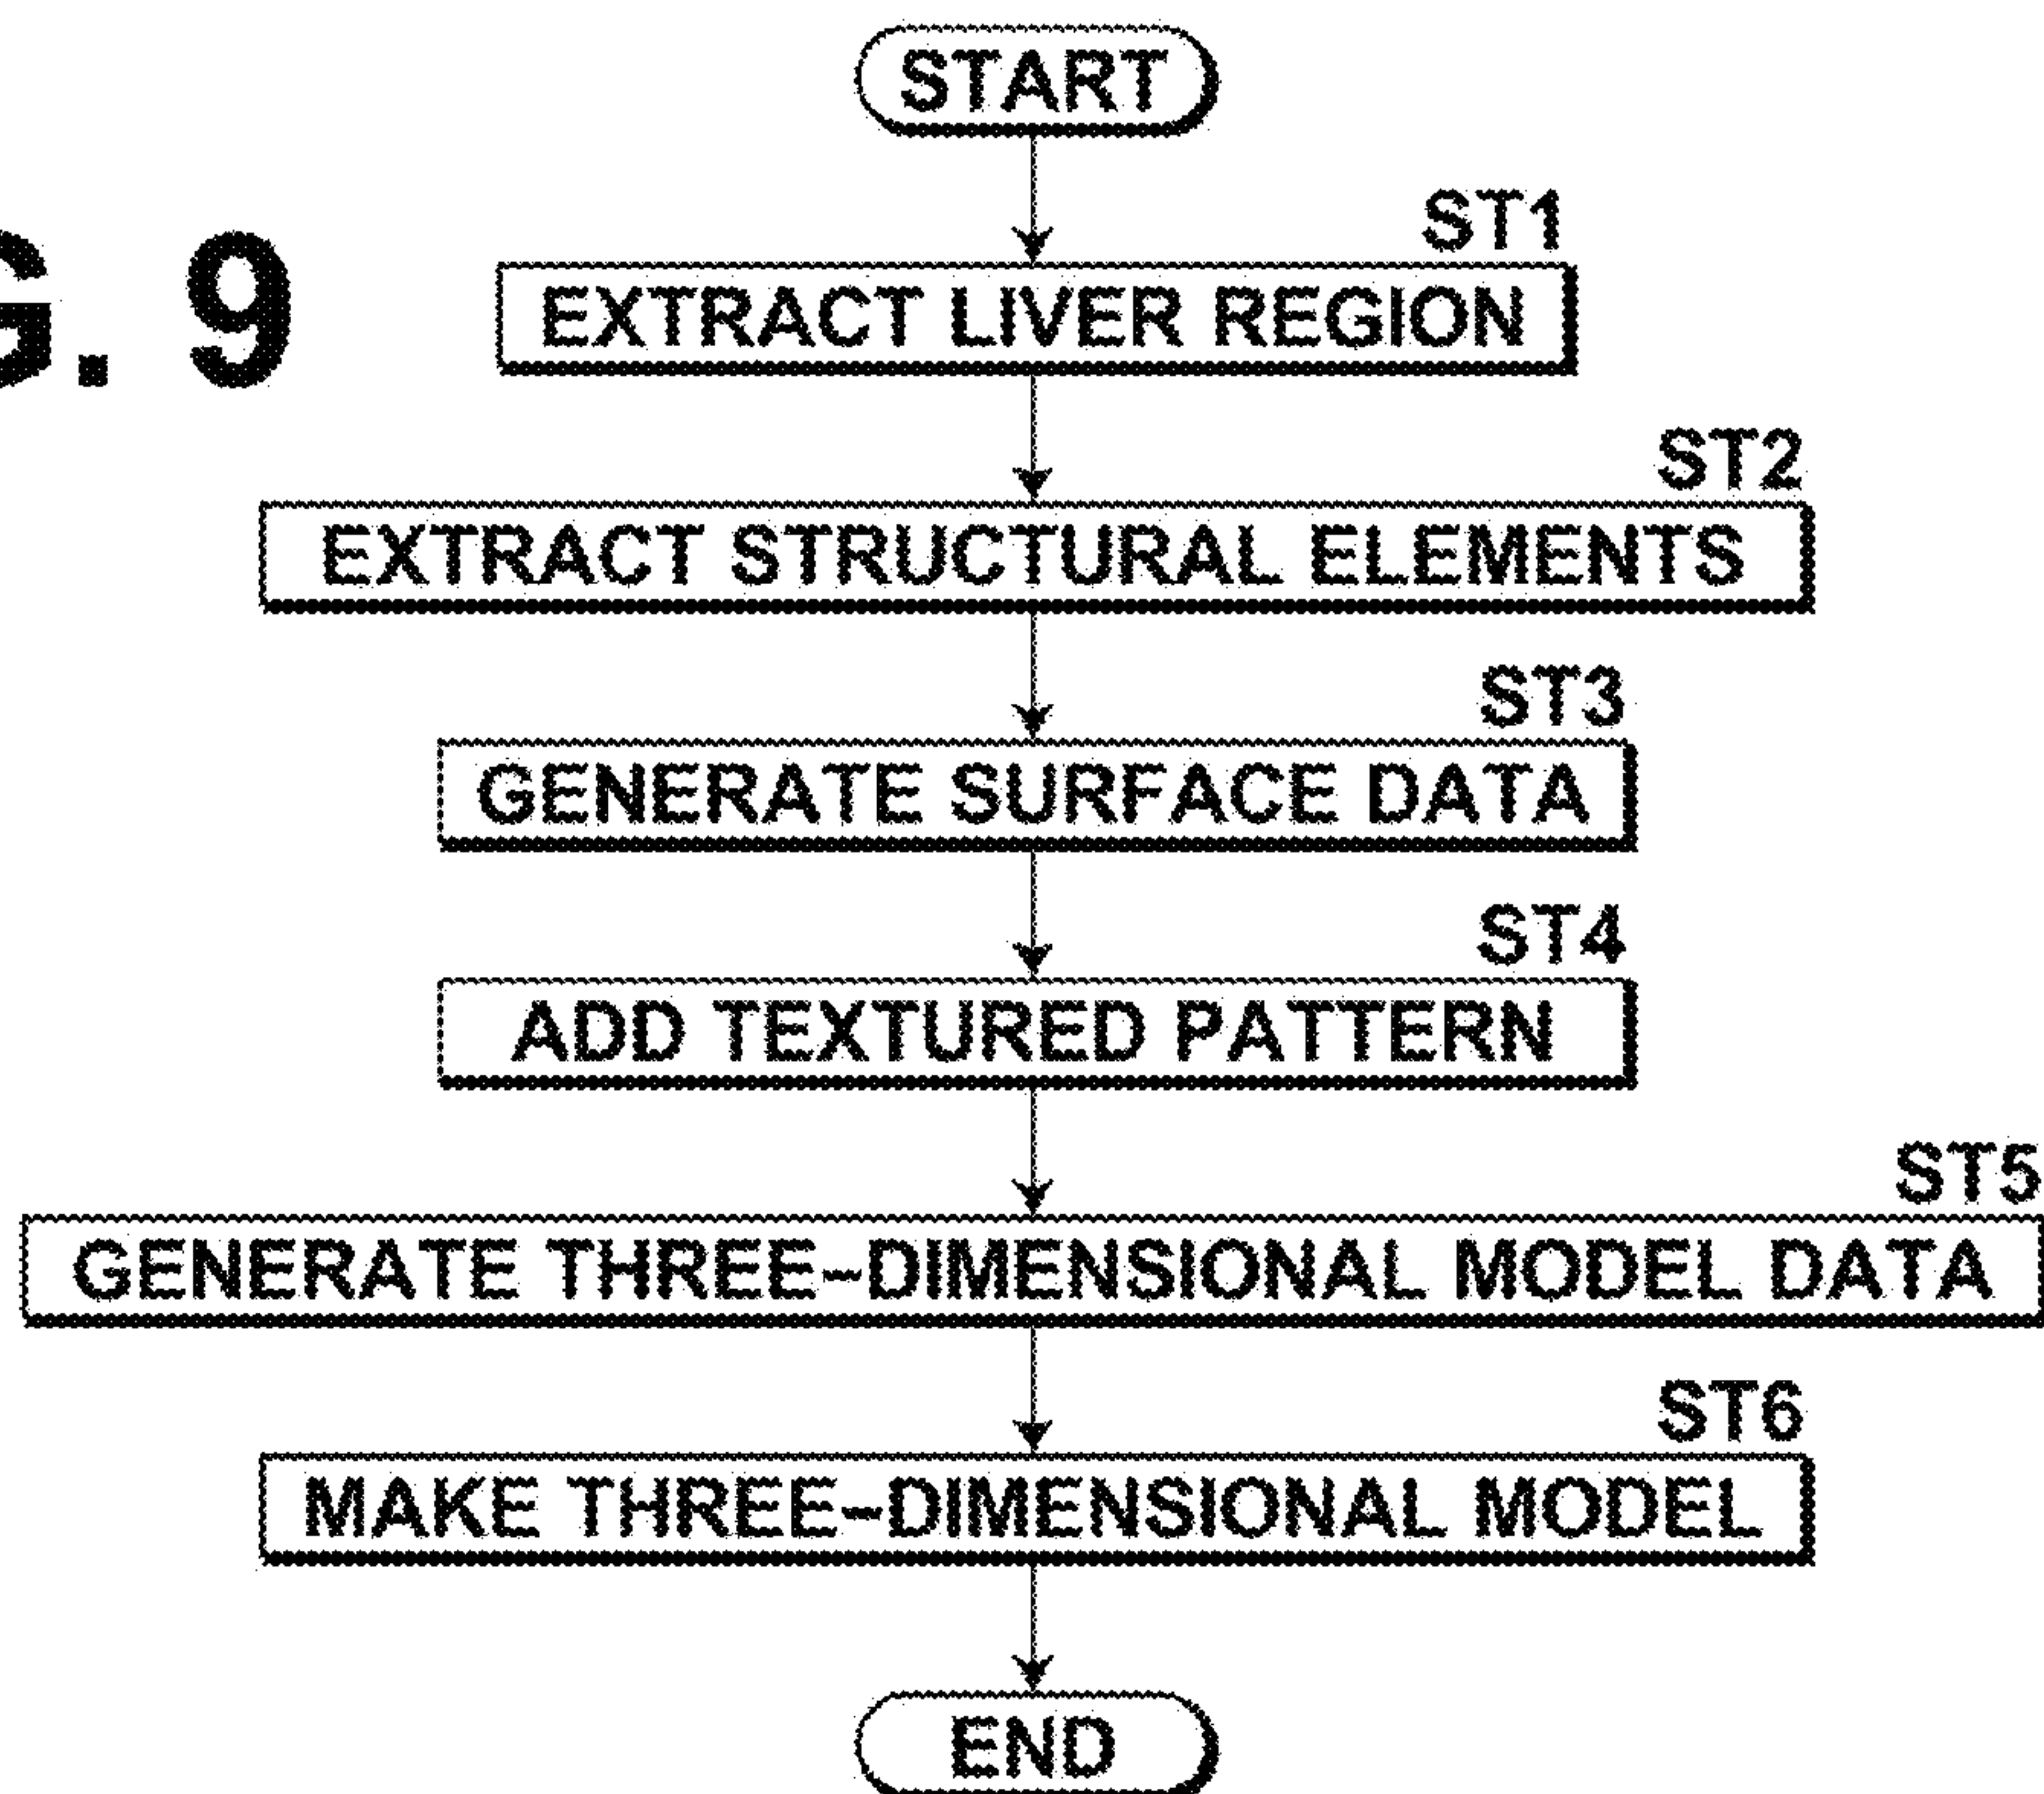 START
G. 9
ST1
EXTRACT LIVER REGION
ST2
EXTRACT STRUCTURAL ELEMENTS
ST3
GENERATE SURFACE DATA
ST4
ADD TEXTURED PATTERN
ST5
GENERATE THREE-DIMENSIONAL MODEL DATA
ST6
MAKE THREE-DIMENSIONAL MODEL
END